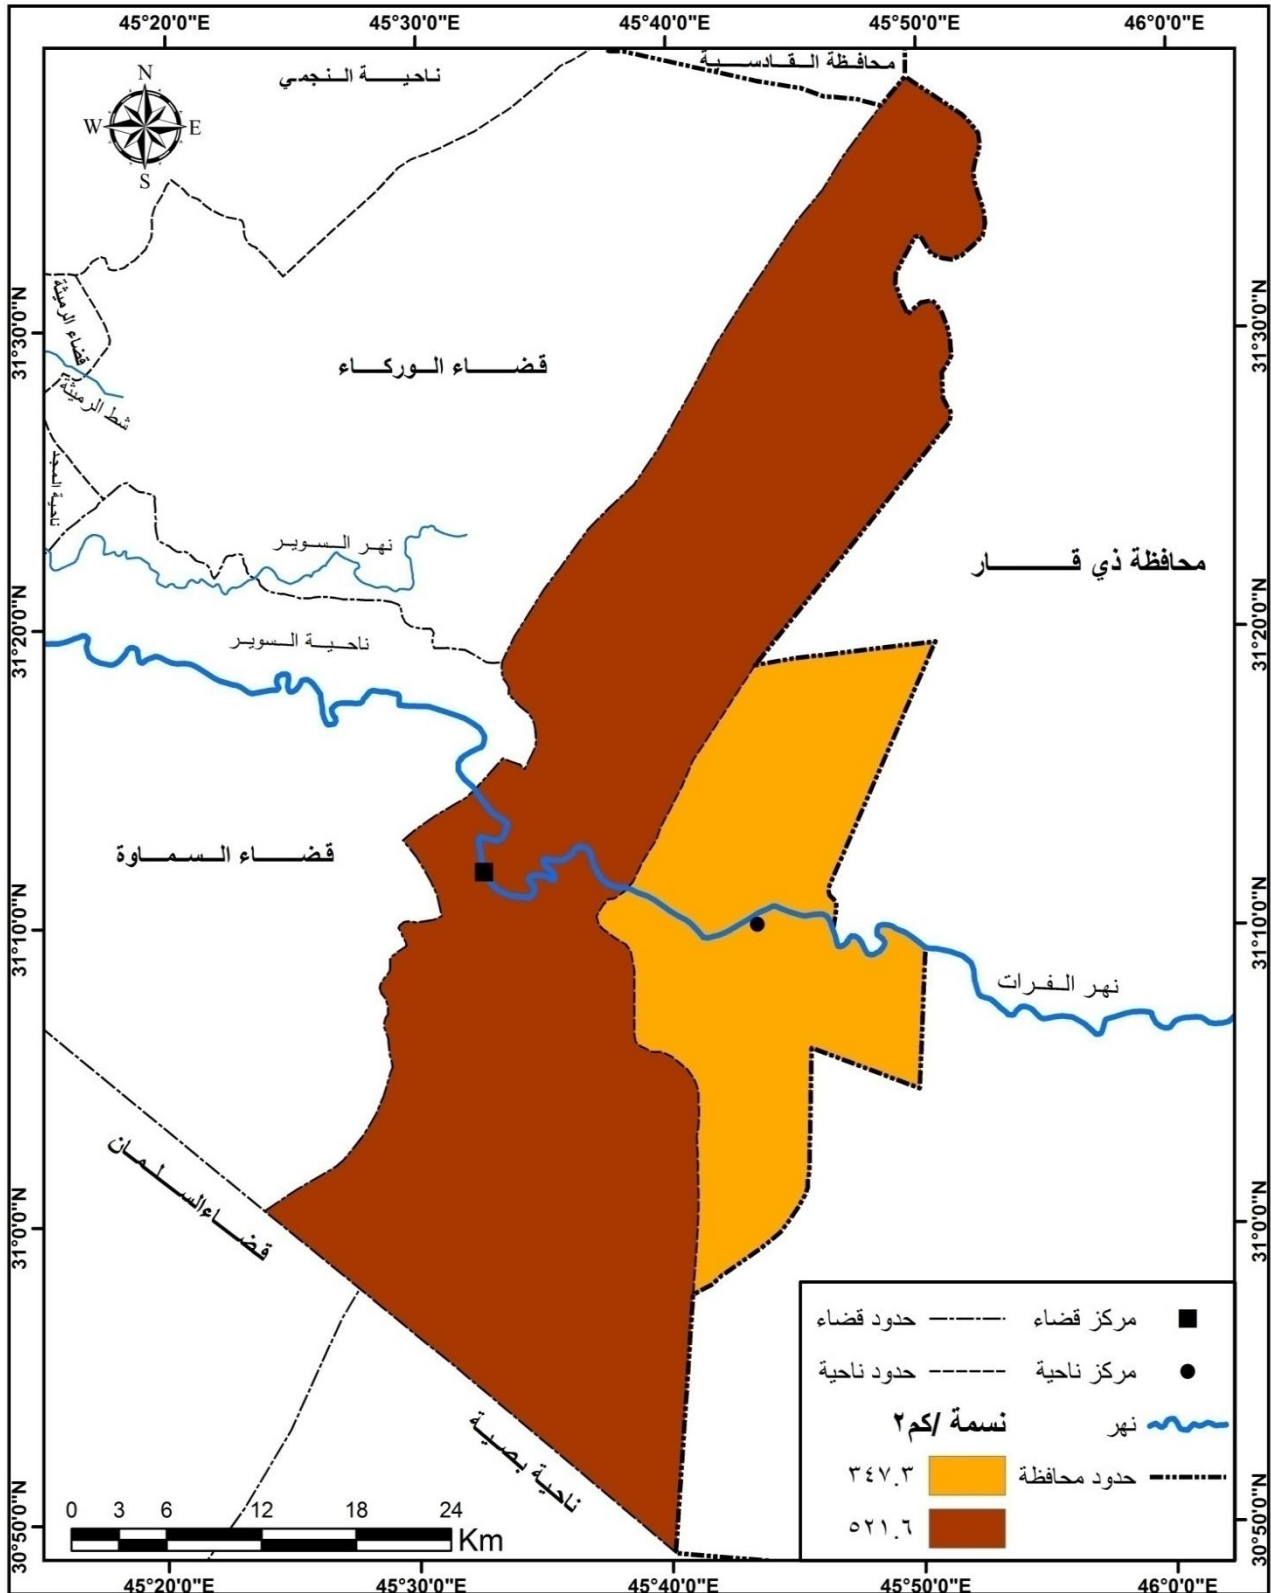 45°20'0"E
45°30'0"E
45°40'0"E
45°50'0"E
46°0'0"E
محافظة القادسية
ناحية النجمي
N
W
E
S
31°30'0"N
31°30'0"N
قضاء الرميثة
قضاء الوركاء
شط الرميثة
نهر السوير
محافظة ذي قار
31°20'0"N
31°20'0"N
ناحية السوير
قضاء السماوة
31°10'0"N
31°10'0"N
نهر الفرات
قضاء السلمان
31°0'0"N
31°0'0"N
ناحية بصية
مركز قضاء
حدود قضاء
مركز ناحية
حدود ناحية
نهر
نسمة /كم٢
حدود محافظة
٣٤٧.٣
٥٢١.٦
0 3 6 12 18 24
Km
30°50'0"N
30°50'0"N
45°20'0"E
45°30'0"E
45°40'0"E
45°50'0"E
46°0'0"E